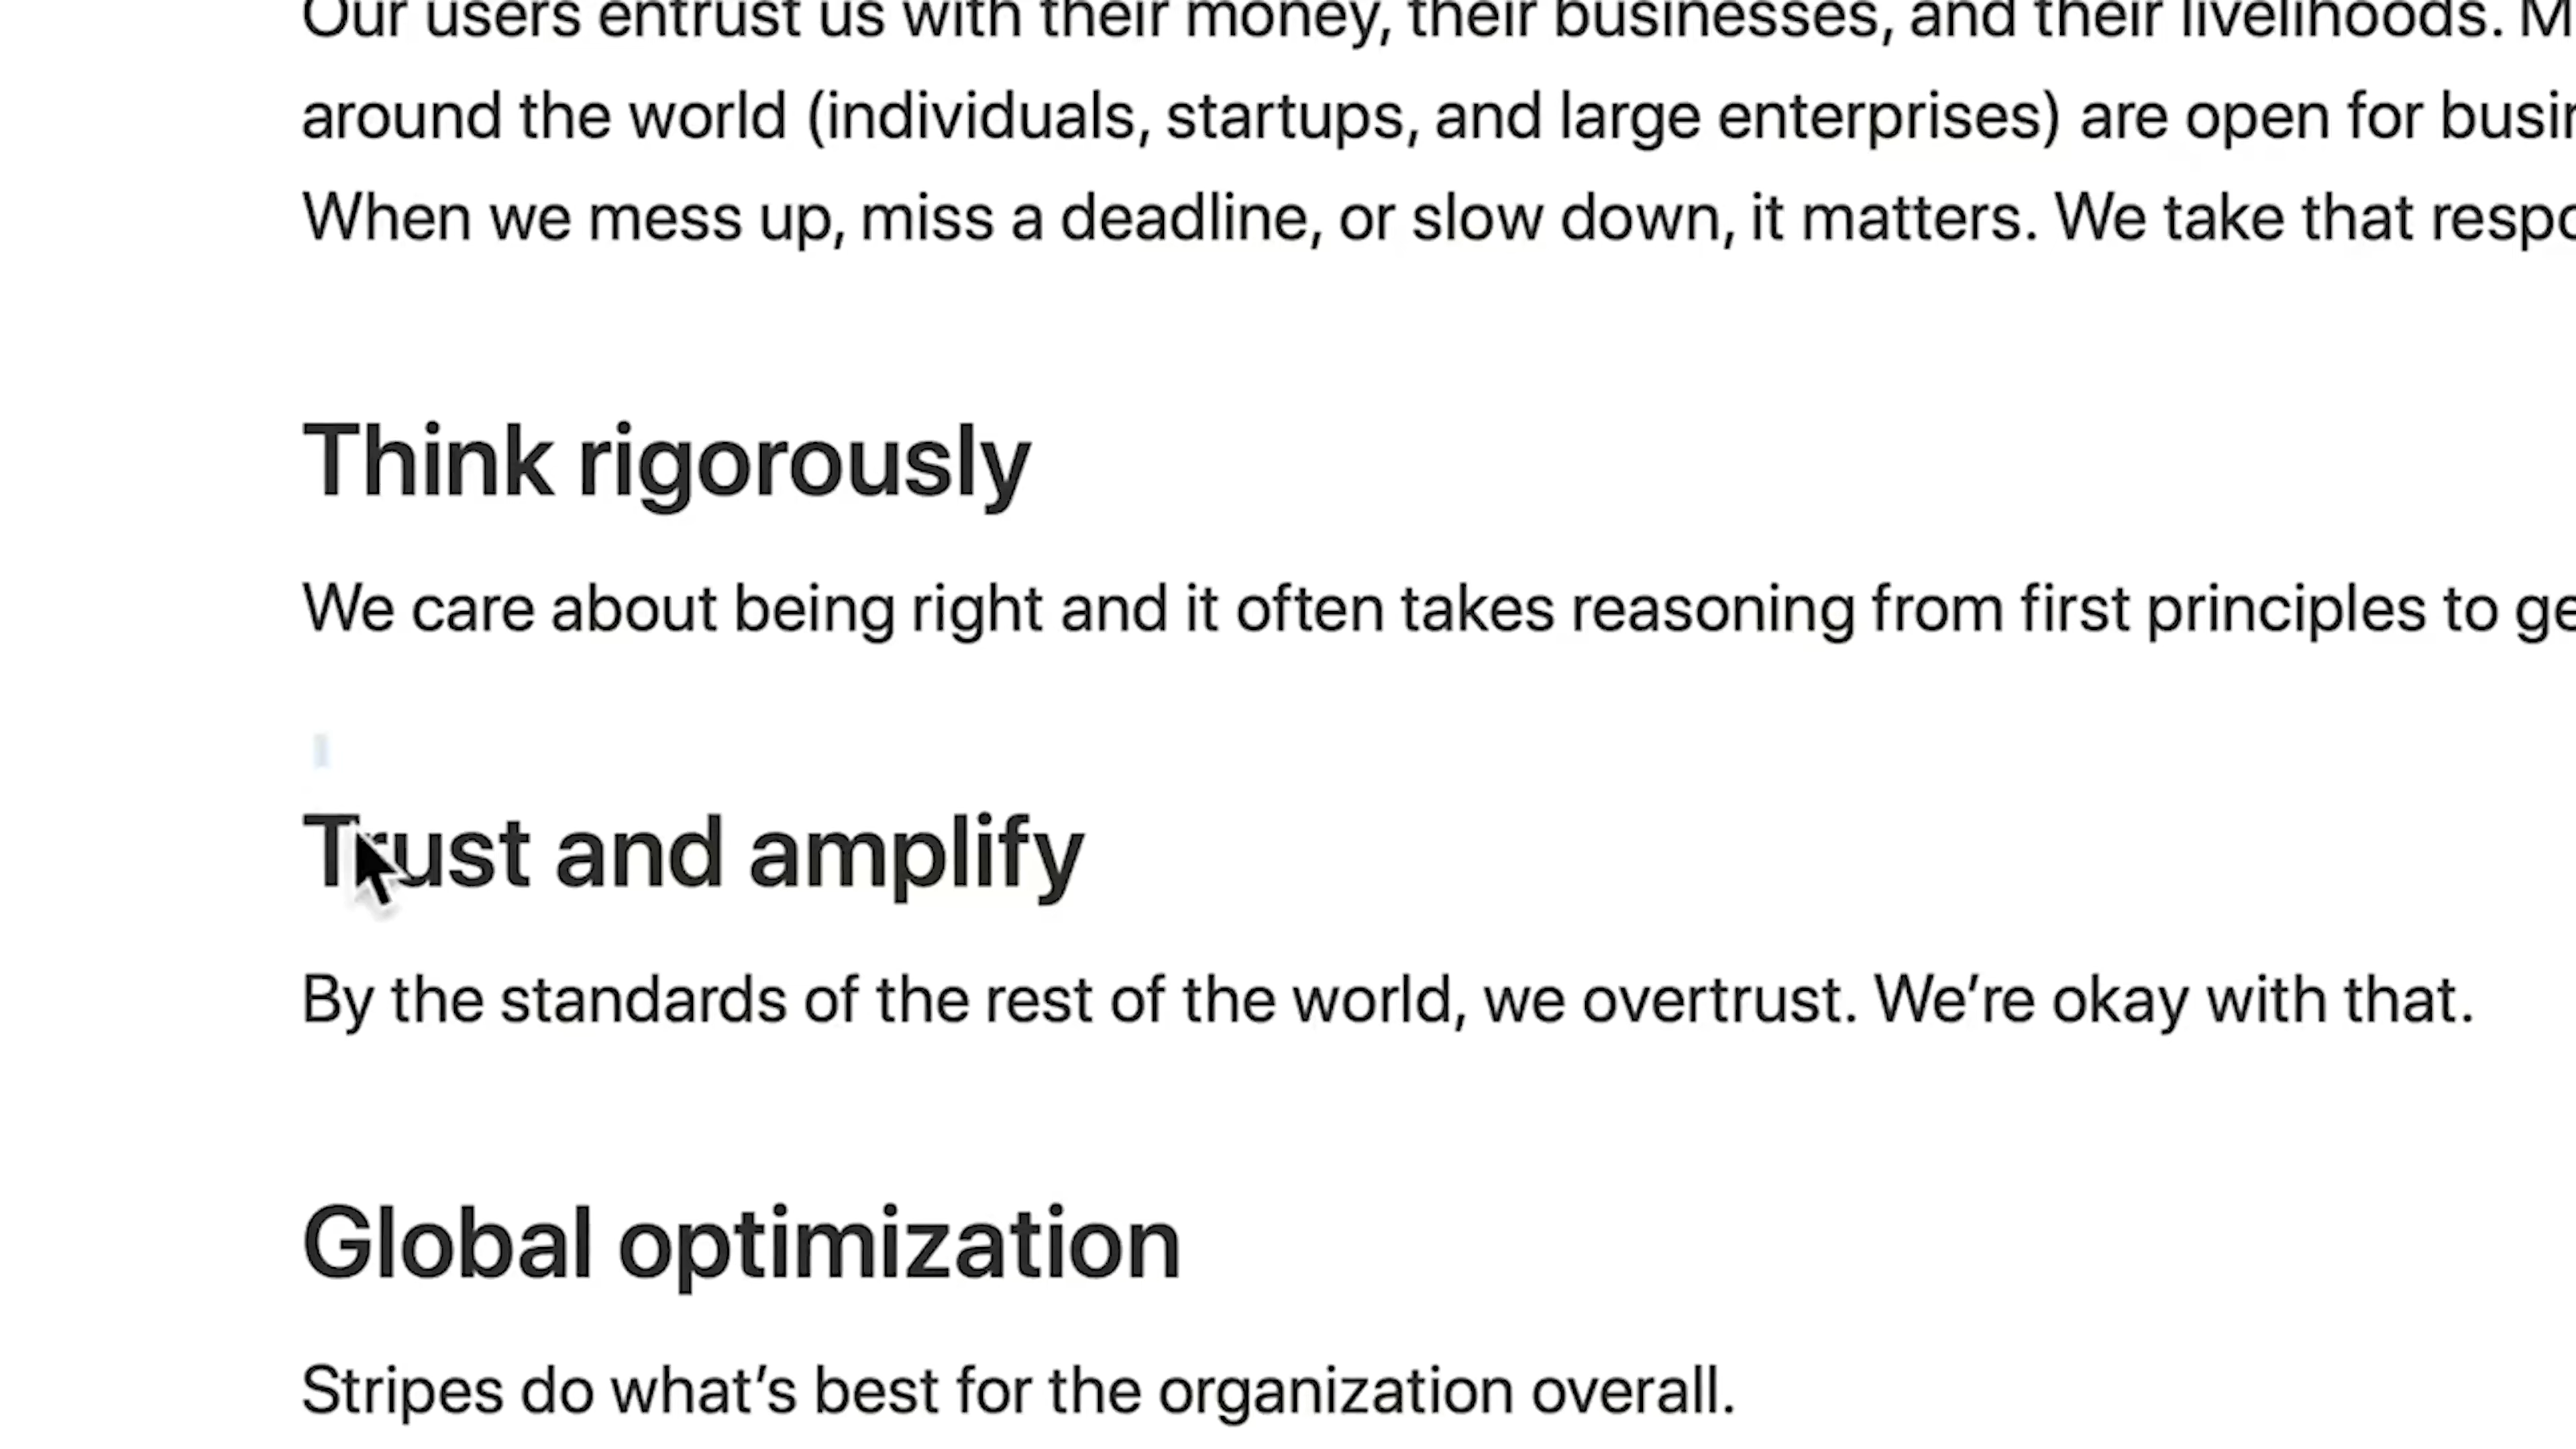 Our users entrust us with their money, their businesses, and their livelihoods.
around the world (individuals, startups, and large enterprises) are open for
When we mess up, miss a deadline, or slow down, it matters. We take that
Think rigorously
We care about being right and it often takes reasoning from first principles to
Trust and amplify
By the standards of the rest of the world, we overtrust. We’re okay with that.
Global optimization
Stripes do what’s best for the organization overall.